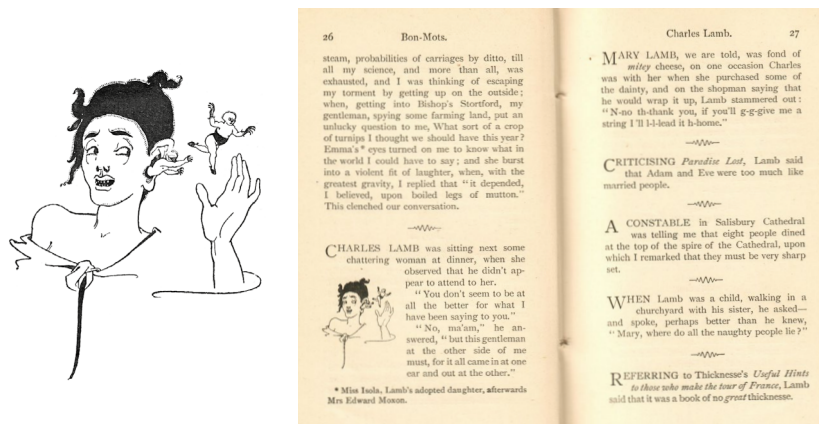 26 Bon-Mots.
steam, probabilities of carriages by ditto, till
all my science, and more than all, was
exhausted, and I was thinking of escaping
my torment by getting up on the outside;
when, getting into Bishop's Stortford, my
gentleman, spying some farming land, put an
unlucky question to me, What sort of a crop
of turnips I thought we should have this year?
Emma's* eyes turned on me to know what in
the world I could have to say; and she burst
into a violent fit of laughter, when, with the
greatest gravity, I replied that "it depended,
I believed, upon boiled legs of mutton."
This clenched our conversation.
CHARLES LAMB was sitting next some
chattering woman at dinner, when she
observed that he didn't ap-
pear to attend to her.
"You don't seem to be at
all the better for what I
have been saying to you."
"No, ma'am," he an-
swered, "but this gentleman
at the other side of me
must, for it all came in at one
ear and out at the other."
* Miss Isola, Lamb's adopted daughter, afterwards
Mrs Edward Moxon.
Charles Lamb. 27
MARY LAMB, we are told, was fond of
mitey cheese, on one occasion Charles
was with her when she purchased some of
the dainty, and on the shopman saying that
he would wrap it up, Lamb stammered out:
"N-no th-thank you, if you'll g-g-give me a
string I'll l-l-lead it h-home."
CRITICISING Paradise Lost, Lamb said
that Adam and Eve were too much like
married people.
A CONSTABLE in Salisbury Cathedral
was telling me that eight people dined
at the top of the spire of the Cathedral, upon
which I remarked that they must be very sharp
set.
WHEN Lamb was a child, walking in a
churchyard with his sister, he asked—
and spoke, perhaps better than he knew,
"Mary, where do all the naughty people lie?"
REFERRING to Thicknesse's Useful Hints
to those who make the tour of France, Lamb
said that it was a book of no great thicknesse.